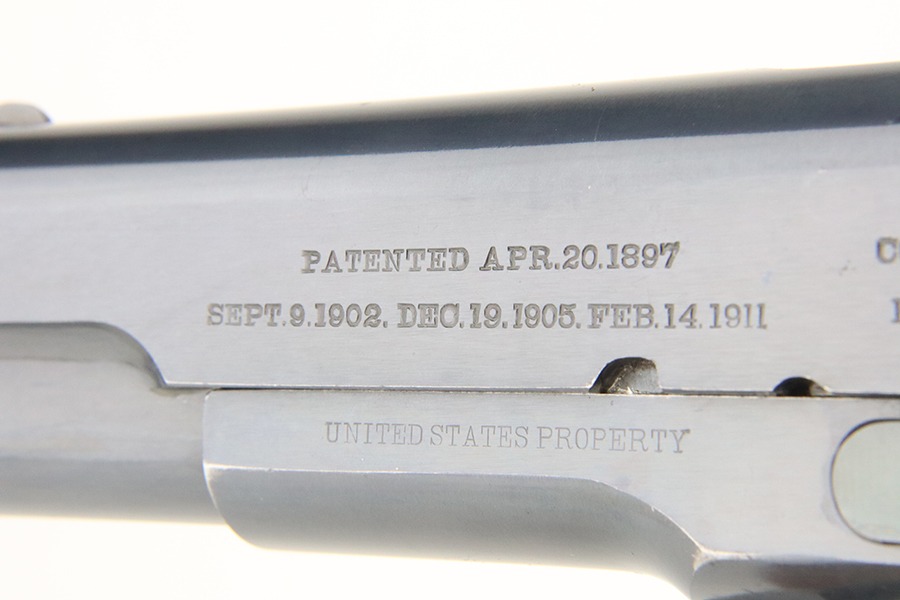 PATENTED APR.20.1897
SEPT.9.1902. DEC.19.1905. FEB.14.1911.
UNITED STATES PROPERTY